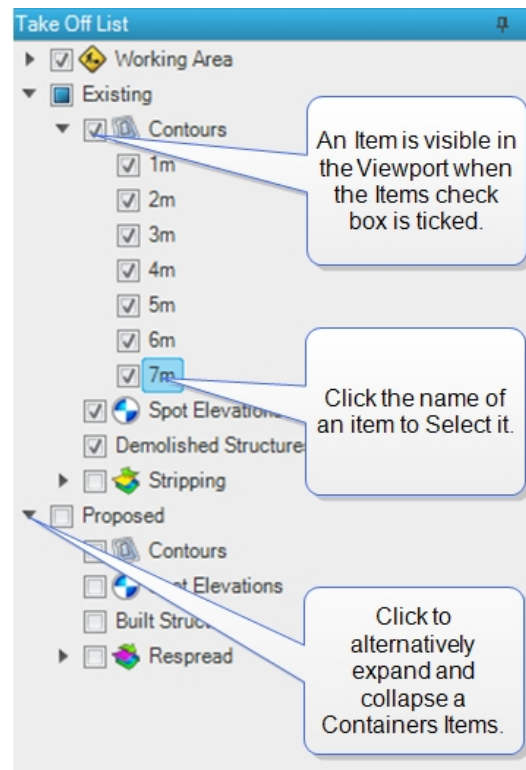 Take Off List
Working Area
Existing
Contours
1m
2m
3m
4m
5m
6m
7m
Spot Elevations
Demolished Structure
Stripping
Proposed
Contours
Spot Elevations
Built Struc
Respread
An Item is visible in
the Viewport when
the Items check
box is ticked.
Click the name of
an item to Select it.
Click to
alternatively
expand and
collapse a
Containers Items.